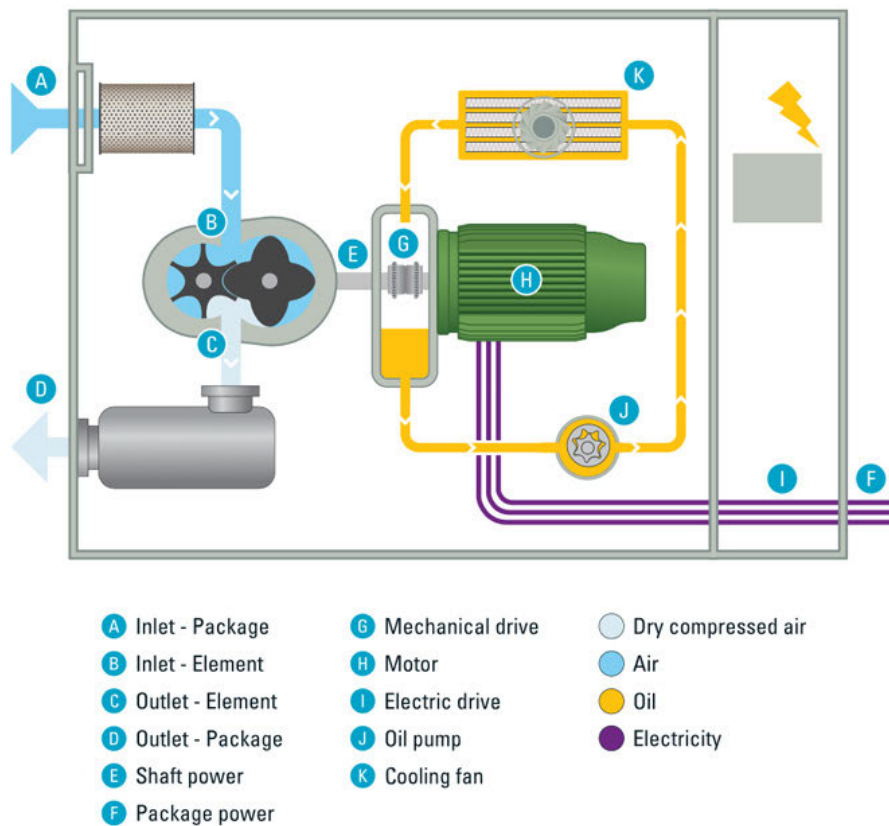 A
K
B
G
E
H
C
D
J
I
F
A Inlet - Package
B Inlet - Element
C Outlet - Element
D Outlet - Package
E Shaft power
F Package power
G Mechanical drive
H Motor
I Electric drive
J Oil pump
K Cooling fan
Dry compressed air
Air
Oil
Electricity